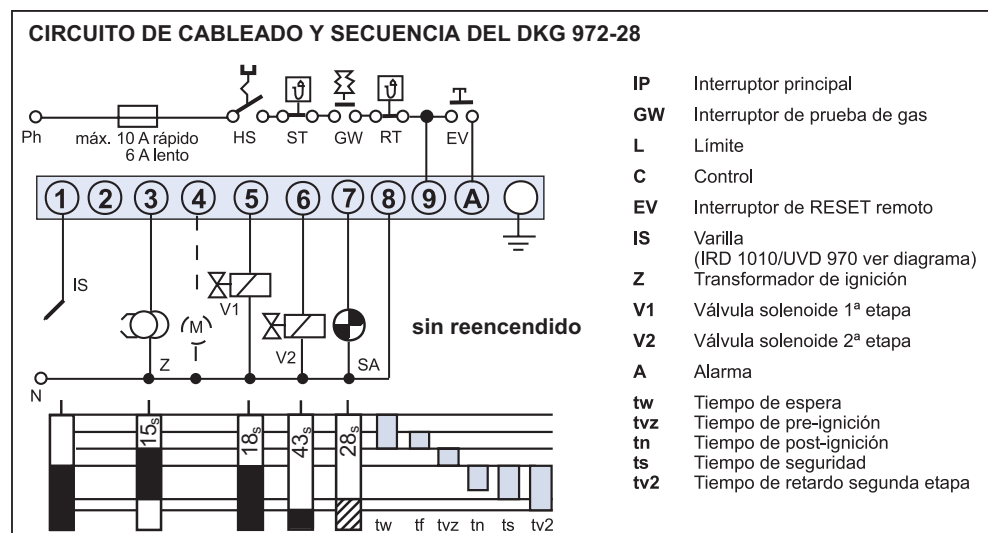 CIRCUITO DE CABLEADO Y SECUENCIA DEL DKG 972-28
Ph
máx. 10 A rápido
6 A lento
HS ST GW RT EV
1 2 3 4 5 6 7 8 9 A
IS
Z
M
V1
V2
SA
sin reencendido
N
15s 18s 43s 28s
tw tf tvz tn ts tv2
IP Interruptor principal
GW Interruptor de prueba de gas
L Límite
C Control
EV Interruptor de RESET remoto
IS Varilla
(IRD 1010/UVD 970 ver diagrama)
Z Transformador de ignición
V1 Válvula solenoide 1ª etapa
V2 Válvula solenoide 2ª etapa
A Alarma
tw Tiempo de espera
tvz Tiempo de pre-ignición
tn Tiempo de post-ignición
ts Tiempo de seguridad
tv2 Tiempo de retardo segunda etapa